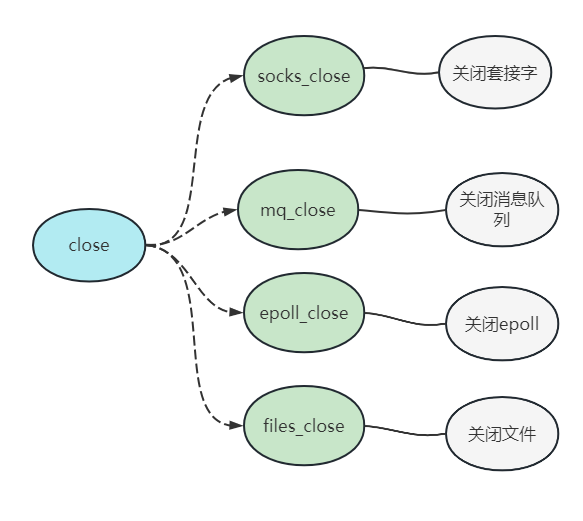 socks_close
关闭套接字
mq_close
关闭消息队
列
close
epoll_close
关闭epoll
files_close
关闭文件